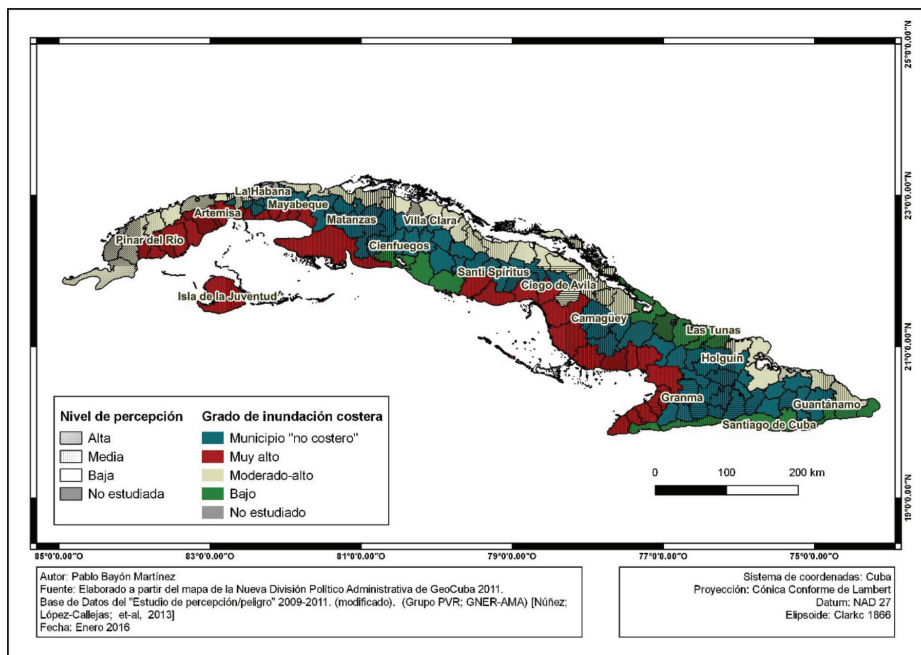 25°0'0.00"N
La Habana
Mayabeque
Artemisa
Matanzas
Villa Clara
Pinar del Río
Cienfuegos
Santi Spíritus
Ciego de Avila
Isla de la Juventud
Camagüey
Las Tunas
Holguín
Granma
Guantánamo
Santiago de Cuba
23°0'0.00"N
21°0'0.00"N
19°0'0.00"N
Nivel de percepción
Alta
Media
Baja
No estudiada
Grado de inundación costera
Municipio "no costero"
Muy alto
Moderado-alto
Bajo
No estudiado
0 100 200 km
85°0'0.00"O 83°0'0.00"O 81°0'0.00"O 79°0'0.00"O 77°0'0.00"O 75°0'0.00"O
Autor: Pablo Bayón Martínez
Fuente: Elaborado a partir del mapa de la Nueva División Político Administrativa de GeoCuba 2011.
Base de Datos del "Estudio de percepción/peligro" 2009-2011. (modificado). (Grupo PVR; GNER-AMA) [Núñez;
López-Callejas; et-al, 2013]
Fecha: Enero 2016
Sistema de coordenadas: Cuba
Proyección: Cónica Conforme de Lambert
Datum: NAD 27
Elipsoide: Clarkc 1866